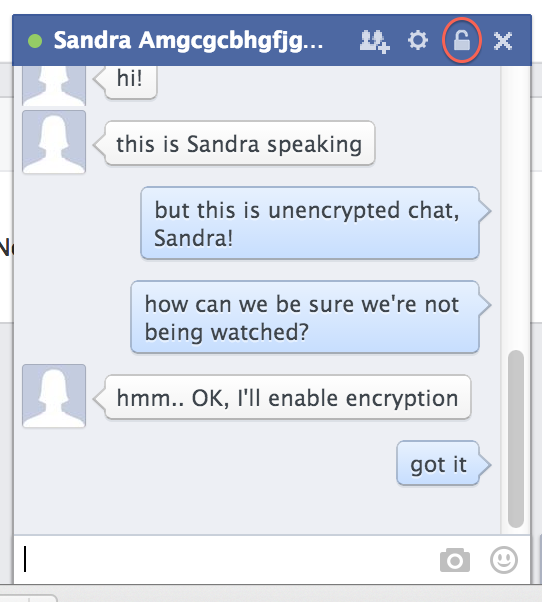 Sandra Amgcgcbhgfjg...
hi!
this is Sandra speaking
but this is unencrypted chat,
Sandra!
how can we be sure we're not
being watched?
hmm.. OK, I'll enable encryption
got it